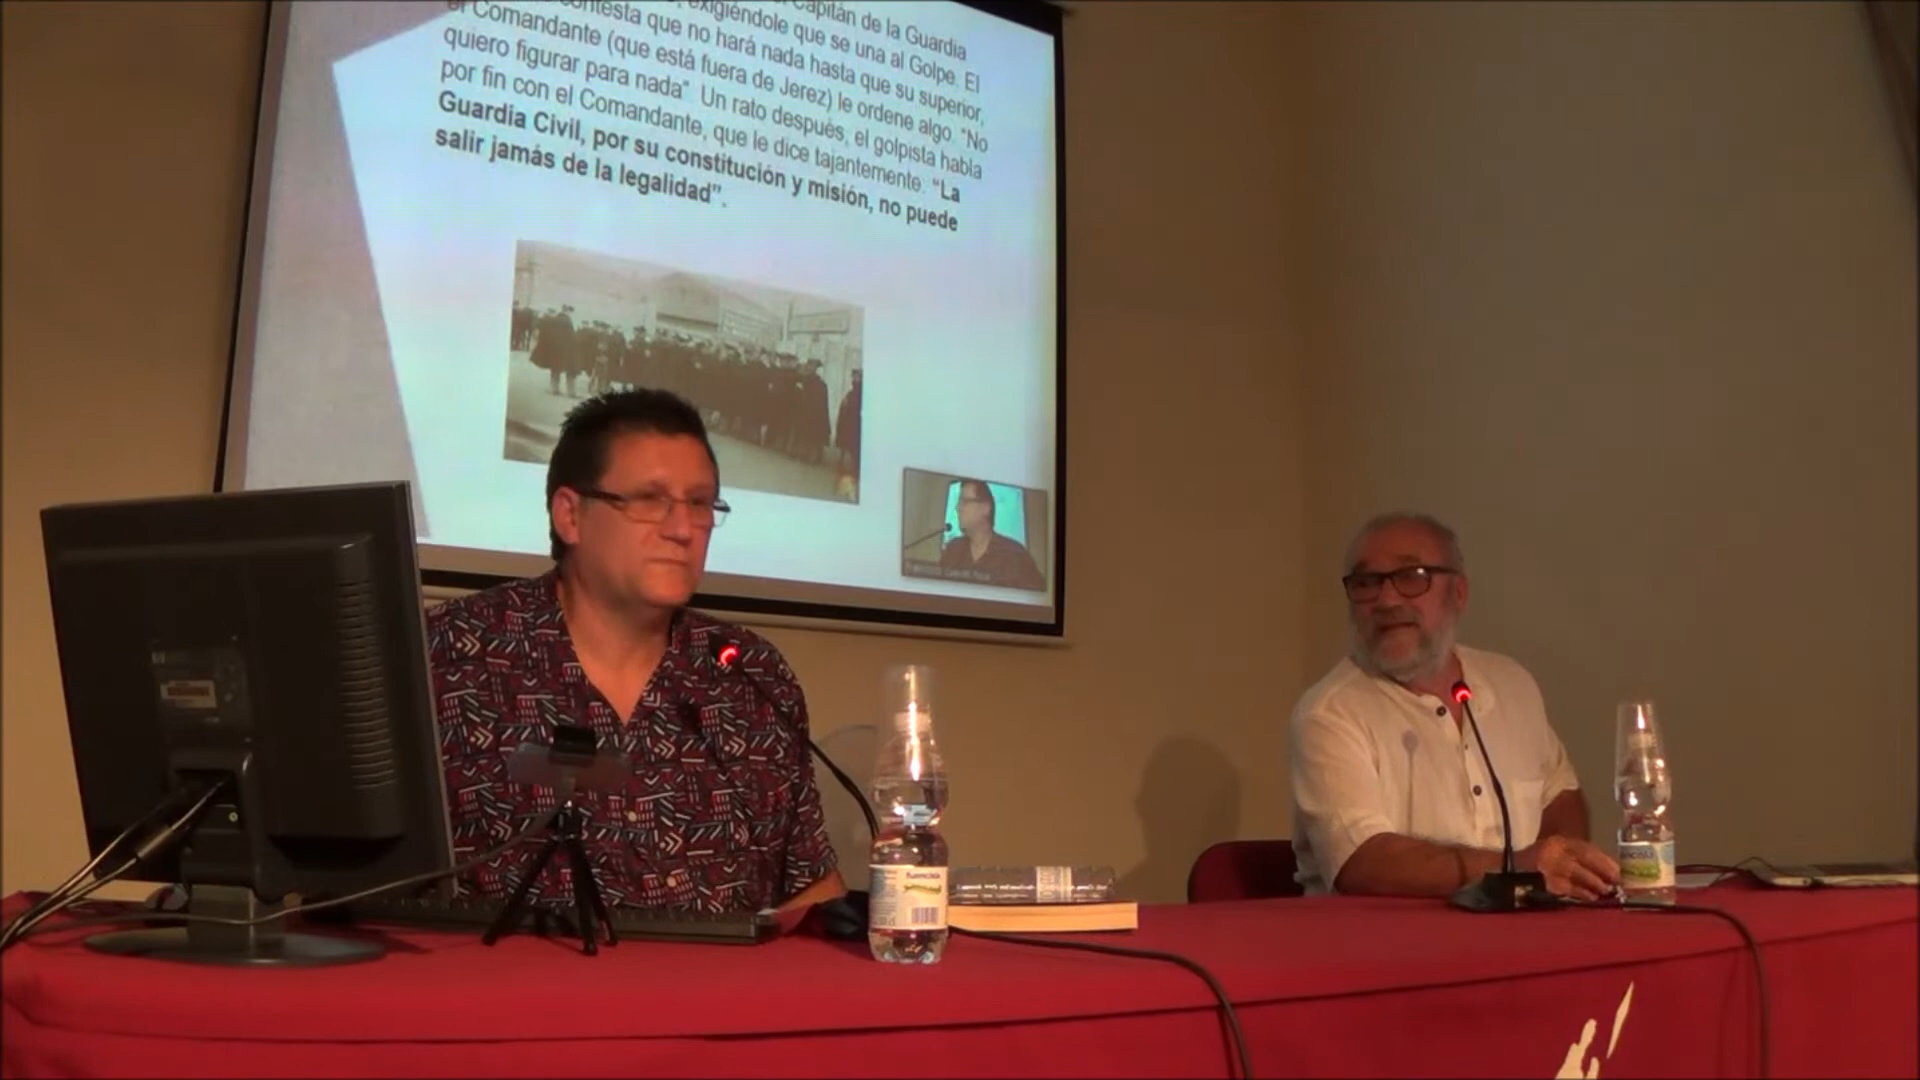 Capitán de la Guardia
exigiéndole que se una al Golpe. El
contesta que no hará nada hasta que su superior,
el Comandante (que está fuera de Jerez) le ordene algo. "No
quiero figurar para nada". Un rato después, el golpista habla
por fin con el Comandante, que le dice tajantemente: "La
Guardia Civil, por su constitución y misión, no puede
salir jamás de la legalidad".